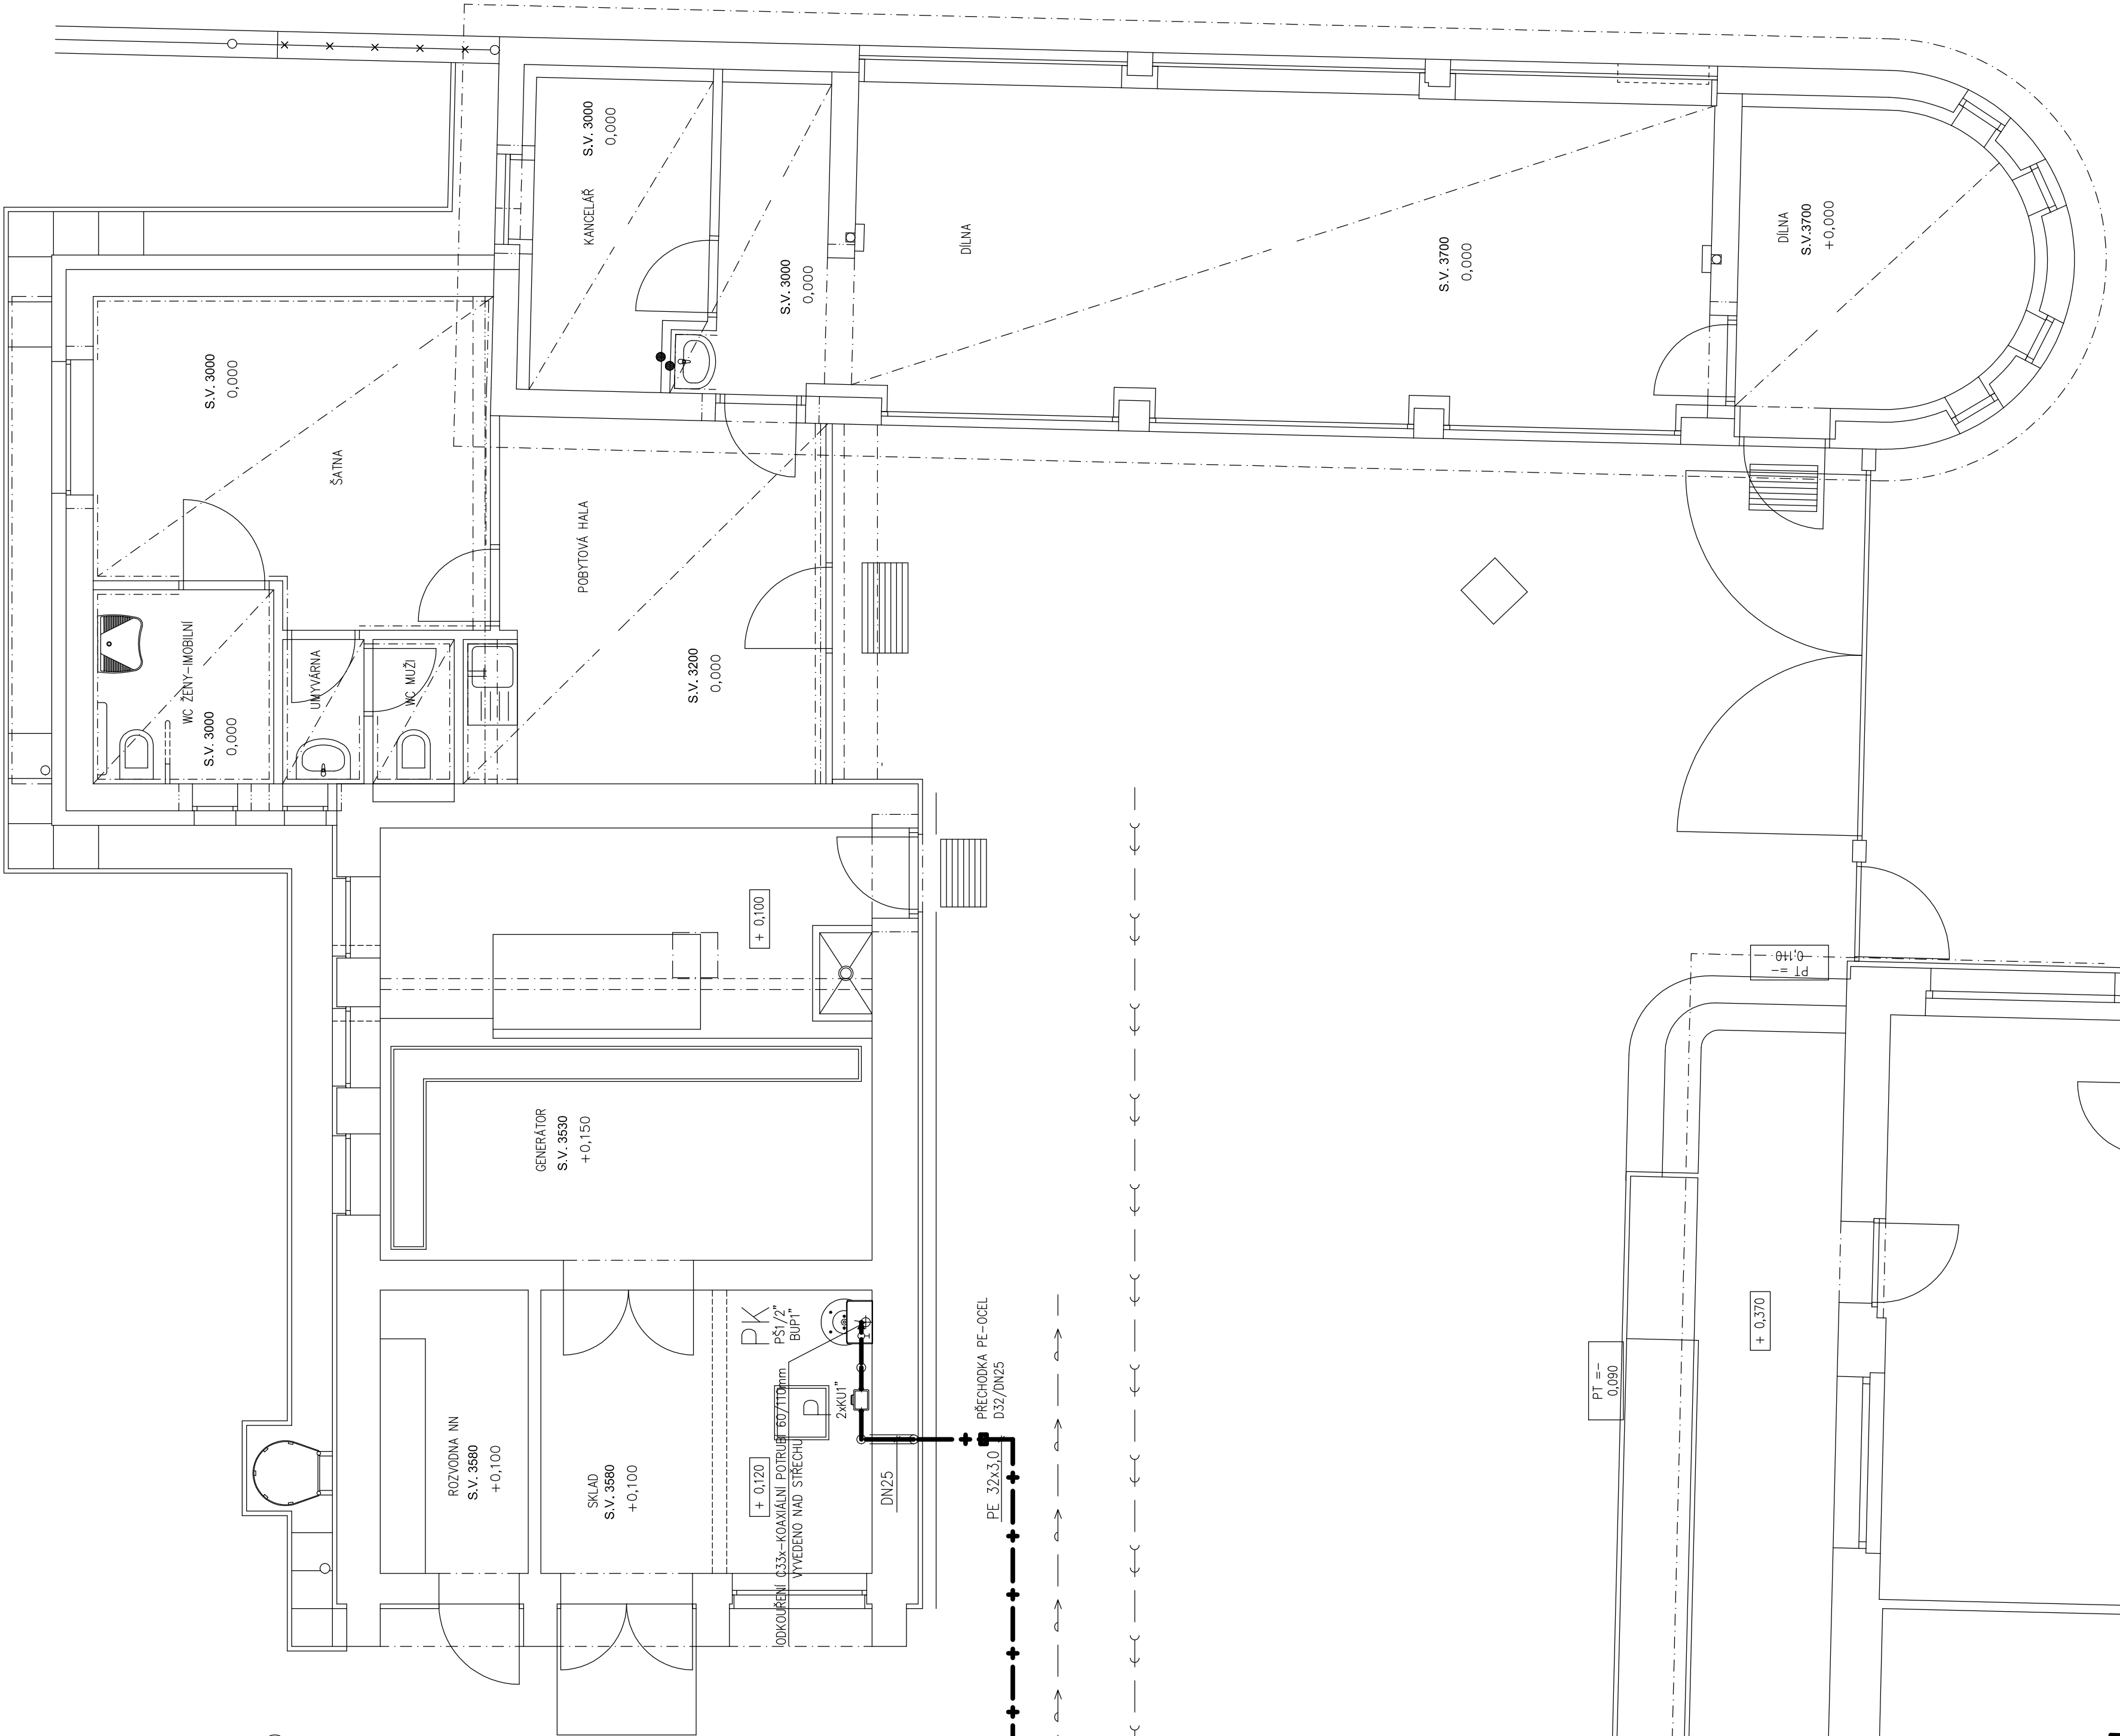 KANCELÁŘ
S.V. 3000
0,000
S.V. 3000
0,000
DÍLNA
S.V. 3700
0,000
DÍLNA
S.V.3700
+0,000
S.V. 3000
0,000
ŠATNA
POBYTOVÁ HALA
S.V. 3200
0,000
WC ŽENY-IMOBILNÍ
S.V. 3000
0,000
UMYVÁRNA
WC MUŽI
+ 0,100
GENERÁTOR
S.V. 3530
+0,150
PT =-
0,110
PK
PŠ1/2"
BUP1"
P
2xKU1"
PŘECHODKA PE-OCEL
D32/DN25
PE 32x3,0
DN25
ROZVODNA NN
S.V. 3580
+0,100
SKLAD
S.V. 3580
+0,100
+ 0,120
ODKOUŘENÍ C33x-KOAXIÁLNÍ POTRUBÍ 60/110mm
VYVEDENO NAD STŘECHU
PT =-
0,090
+ 0,370